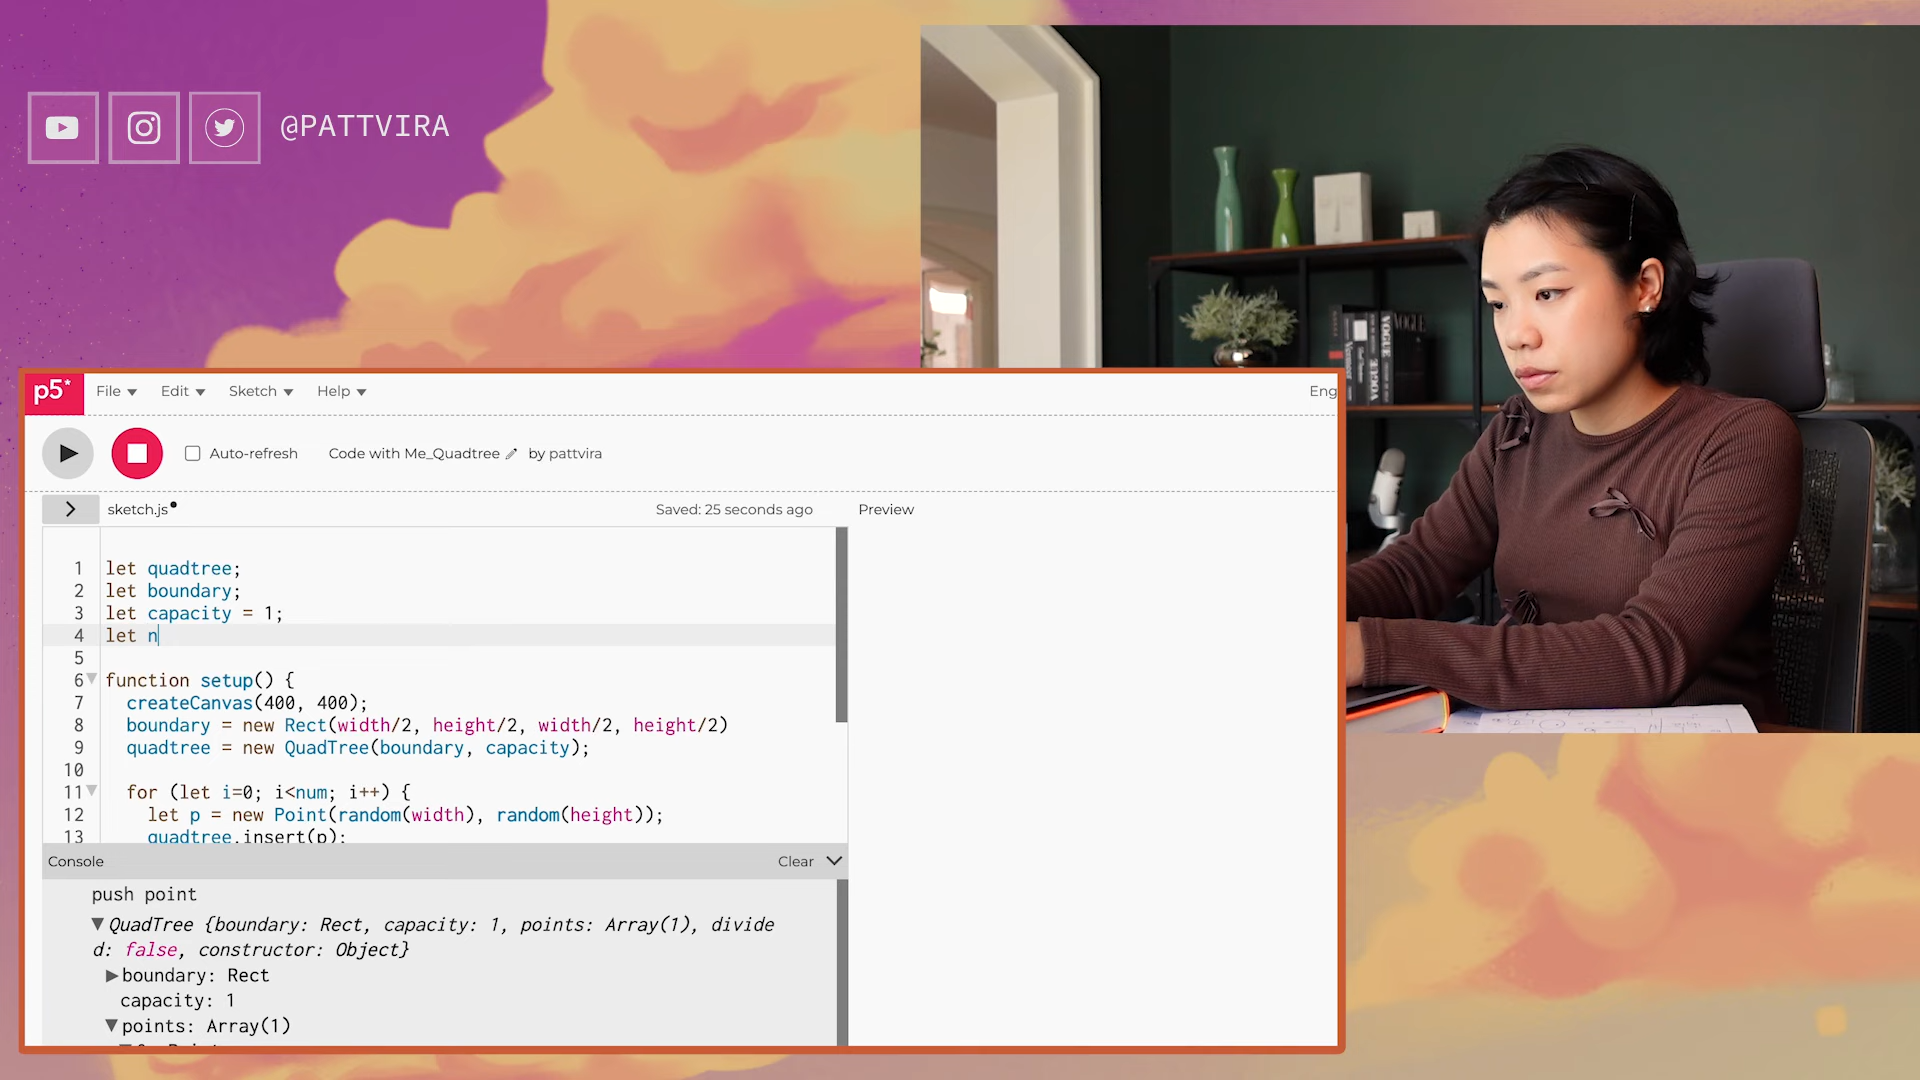 @PATTVIRA
VOGUE
VOGUE
p5* File Edit Sketch Help Eng
Auto-refresh Code with Me_Quadtree by pattvira
sketch.js Saved: 25 seconds ago Preview
1 let quadtree;
2 let boundary;
3 let capacity = 1;
4 let n
5
6 function setup() {
7 createCanvas(400, 400);
8 boundary = new Rect(width/2, height/2, width/2, height/2)
9 quadtree = new QuadTree(boundary, capacity);
10
11 for (let i=0; i<num; i++) {
12 let p = new Point(random(width), random(height));
13 quadtree.insert(p);
Console Clear
push point
QuadTree {boundary: Rect, capacity: 1, points: Array(1), divide
d: false, constructor: Object}
boundary: Rect
capacity: 1
points: Array(1)